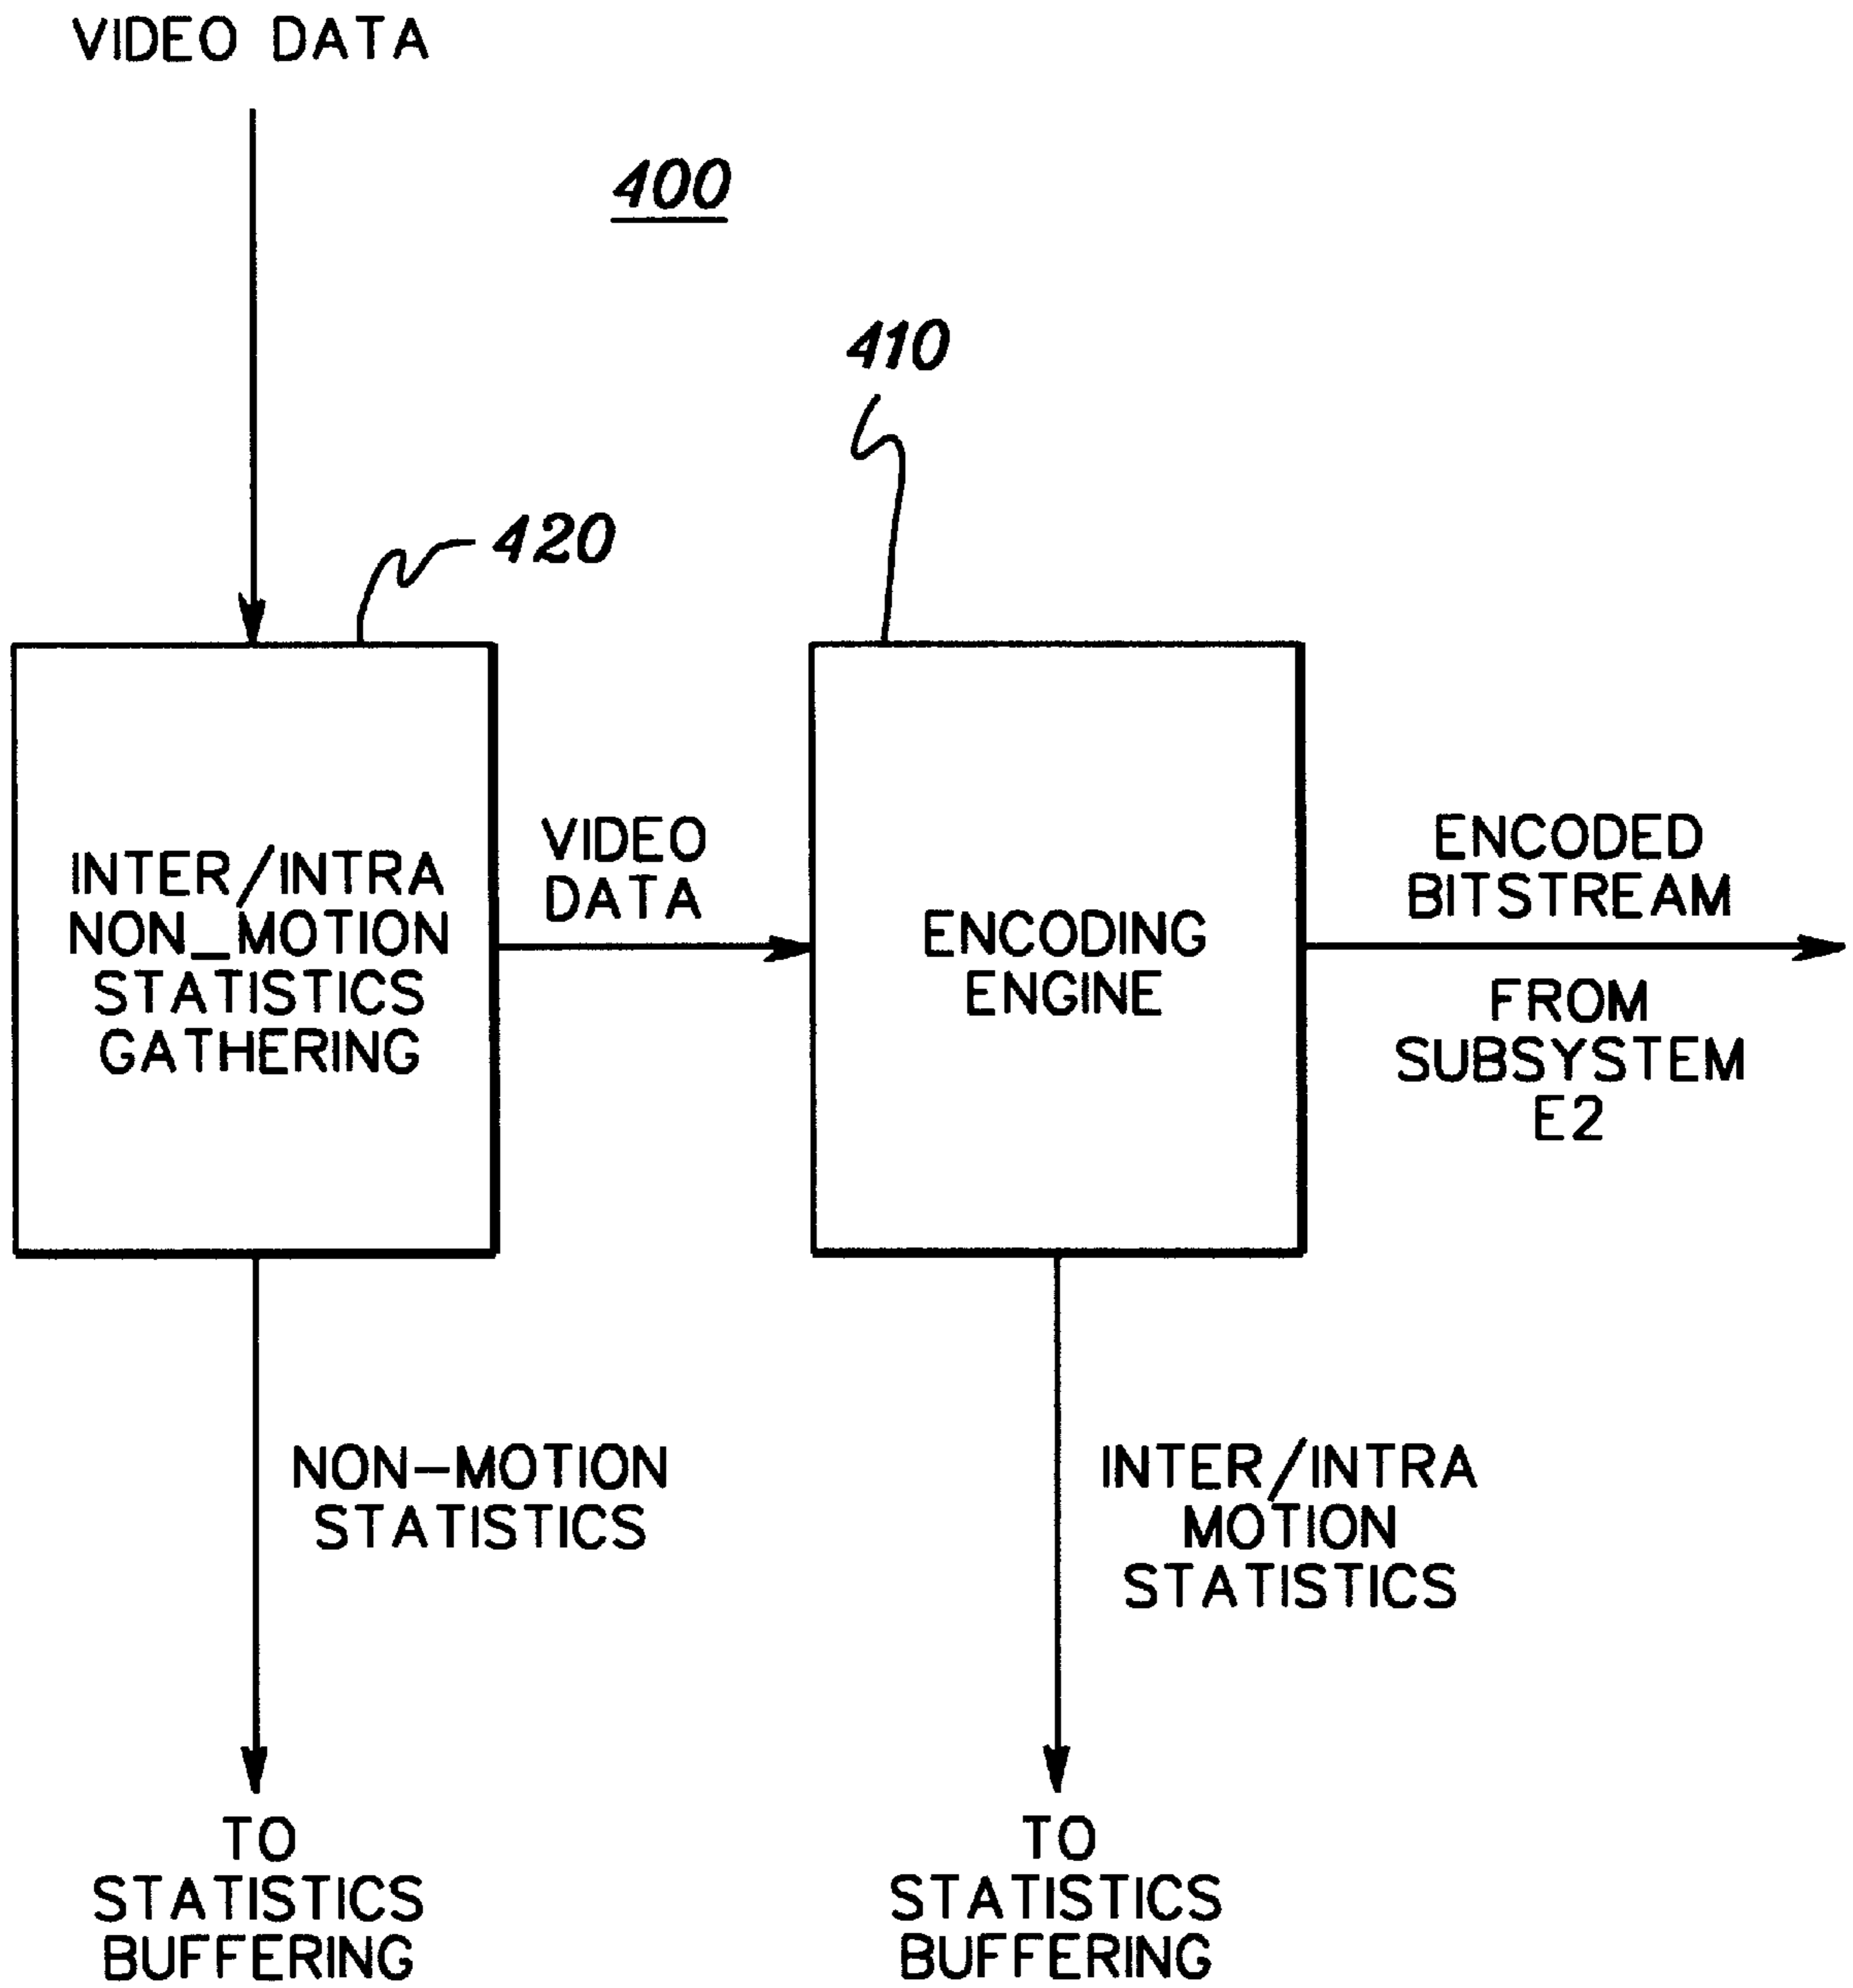 VIDEO DATA
400
410
420
INTER/INTRA
NON_MOTION
STATISTICS
GATHERING
VIDEO
DATA
ENCODING
ENGINE
ENCODED
BITSTREAM
FROM
SUBSYSTEM
E2
NON-MOTION
STATISTICS
INTER/INTRA
MOTION
STATISTICS
TO
STATISTICS
BUFFERING
TO
STATISTICS
BUFFERING